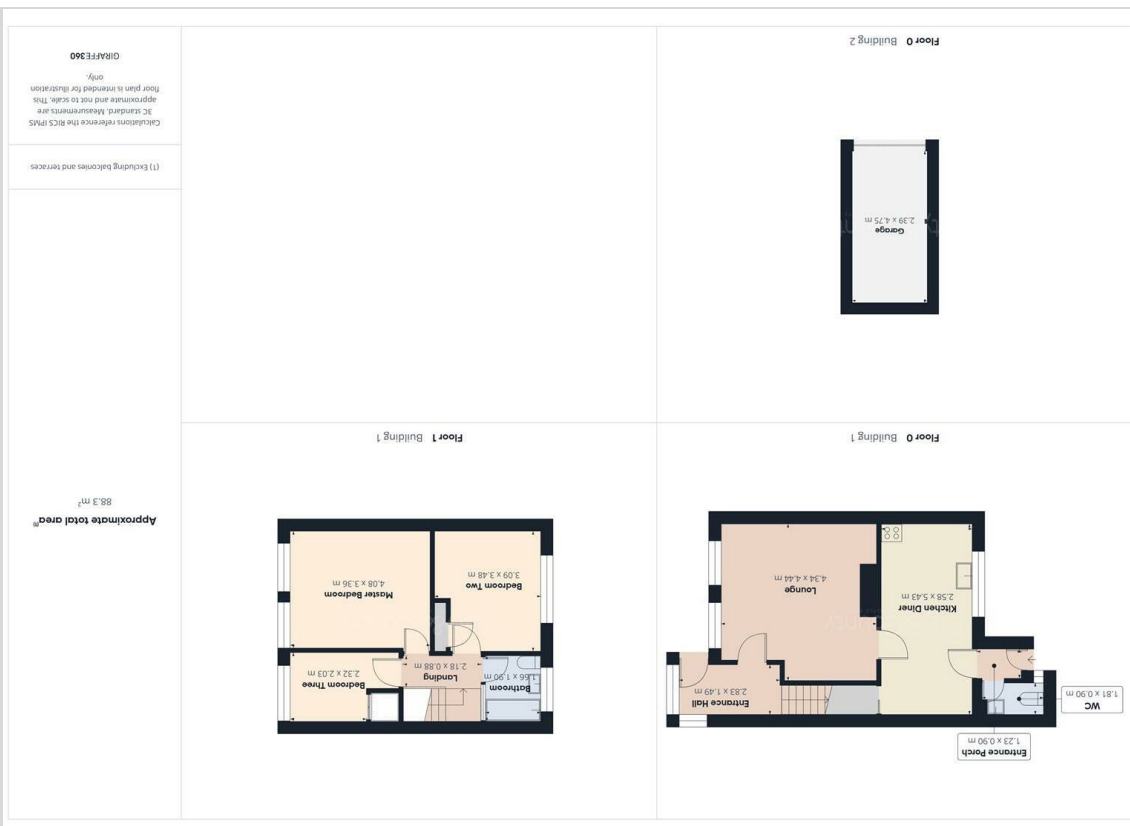 Entrance Porch
1.23 x 0.90 m
WC
1.81 x 0.90 m
Entrance Hall
2.83 x 1.49 m
Kitchen Diner
2.58 x 5.43 m
Lounge
4.34 x 4.44 m
Floor 0 Building 1
Bathroom
1.66 x 1.90 m
Landing
2.18 x 0.88 m
Bedroom Three
2.32 x 2.03 m
Bedroom Two
3.09 x 3.48 m
Master Bedroom
4.08 x 3.36 m
Floor 1 Building 1
Garage
2.39 x 4.75 m
Floor 0 Building 2
Approximate total area⁽¹⁾
88.3 m²
(1) Excluding balconies and terraces
Calculations reference the RICS IPMS
3C standard. Measurements are
approximate and not to scale. This
floor plan is intended for illustration
only.
GIRAFFE360